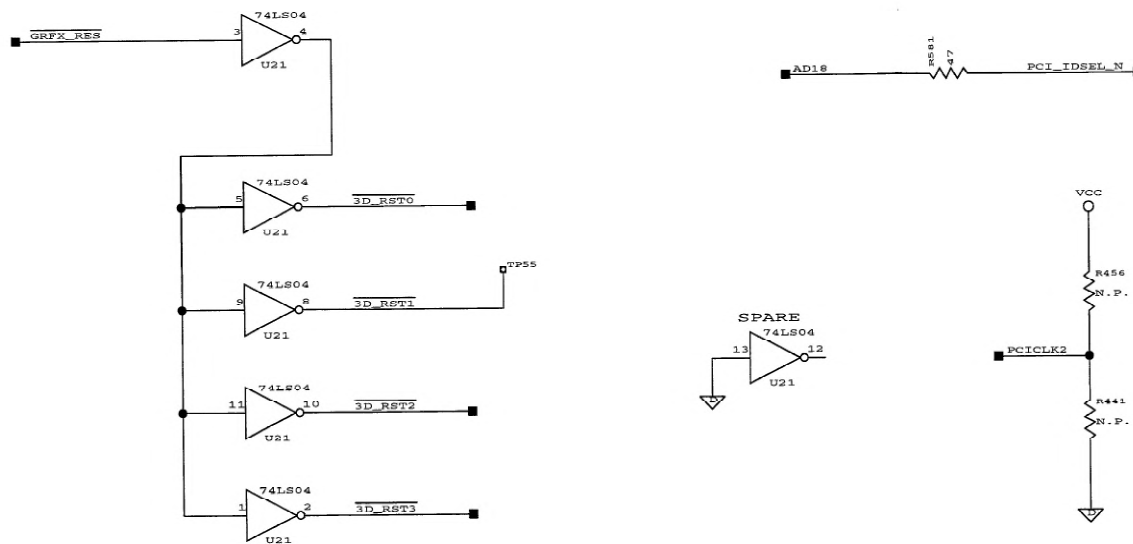 74LS04
GRFX_RES
3
4
U21
R581
47
AD18
PCI_IDSEL_N
74LS04
5
6
3D_RST0
U21
VCC
TP55
74LS04
9
8
3D_RST1
U21
R456
N.P.
SPARE
74LS04
13
12
U21
PCICLK2
74LS04
11
10
3D_RST2
U21
R441
N.P.
74LS04
1
2
3D_RST3
U21
D